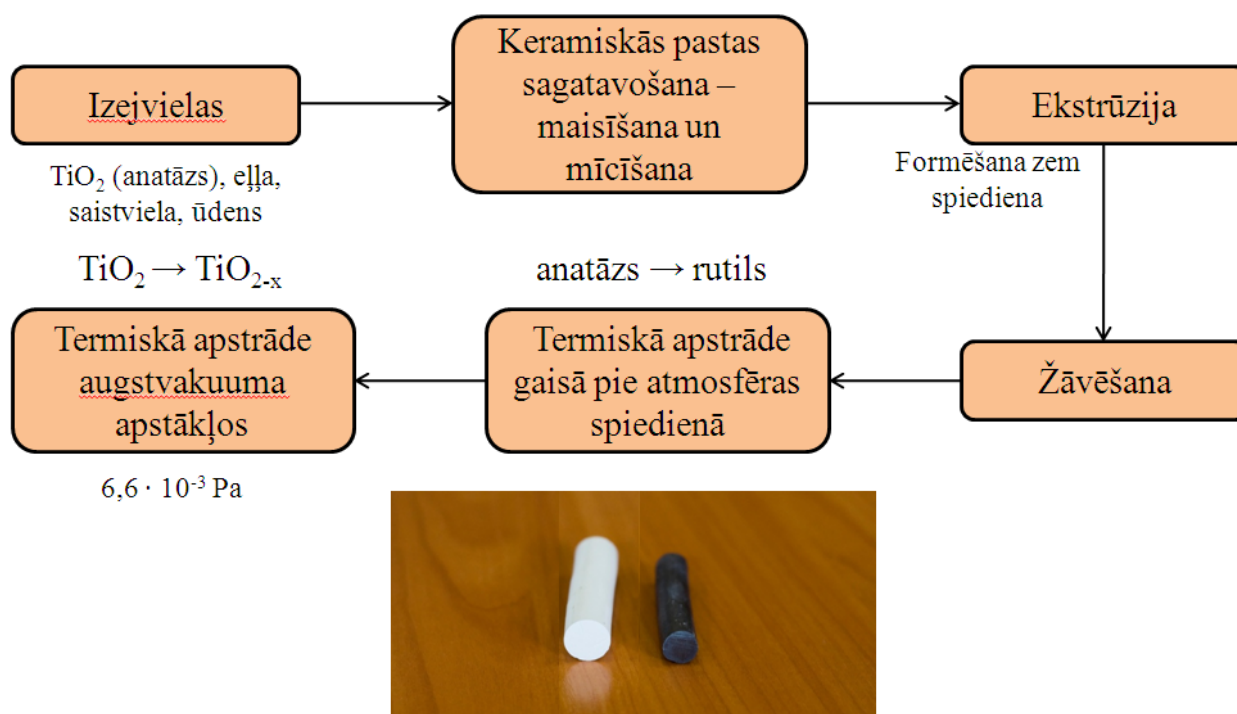 Izejvielas
TiO₂ (anatāzs), eļļa,
saistviela, ūdens
Keramiskās pastas
sagatavošana –
maisīšana un
mīcīšana
Ekstrūzija
Formēšana zem
spiediena
Žāvēšana
anatāzs → rutils
Termiskā apstrāde
gaisā pie atmosfēras
spiedienā
TiO₂ → TiO₂₋ₓ
Termiskā apstrāde
augstvakuuma
apstākļos
6,6 · 10⁻³ Pa